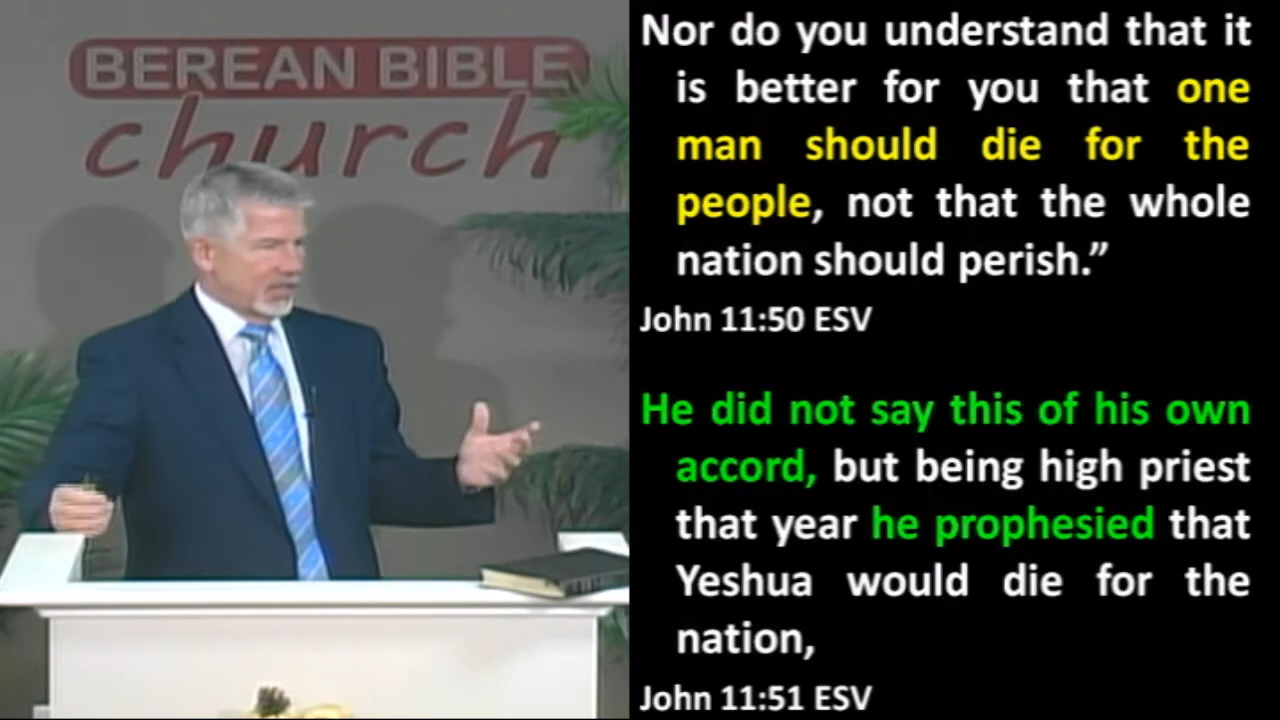 BEREAN BIBLE
church
Nor do you understand that it
is better for you that one
man should die for the
people, not that the whole
nation should perish.”
John 11:50 ESV
He did not say this of his own
accord, but being high priest
that year he prophesied that
Yeshua would die for the
nation,
John 11:51 ESV